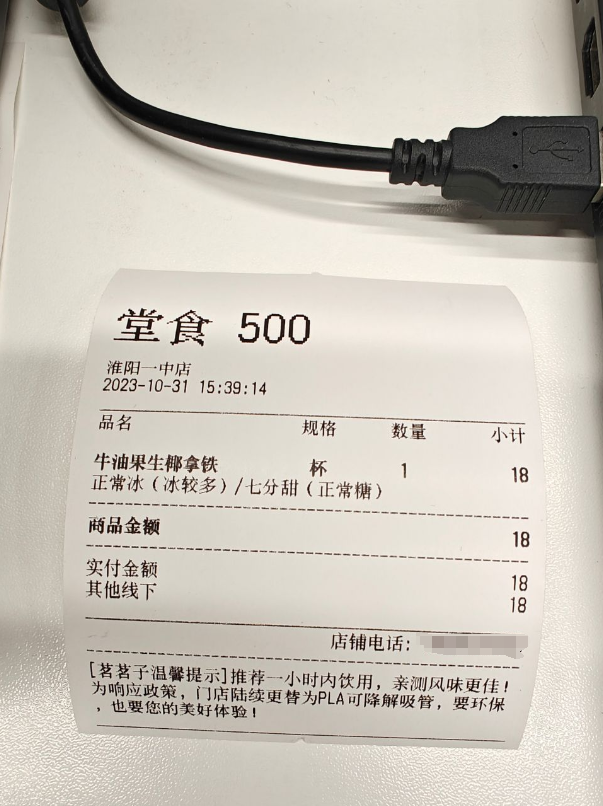 堂食 500
淮阳一中店
2023-10-31 15:39:14
品名 规格 数量 小计
牛油果生椰拿铁 杯 1 18
正常冰（冰较多）/七分甜（正常糖）
商品金额 18
实付金额 18
其他线下 18
店铺电话：
[茗茗子温馨提示]推荐一小时内饮用，亲测风味更佳！
为响应政策，门店陆续更替为PLA可降解吸管，要环保
，也要您的美好体验！